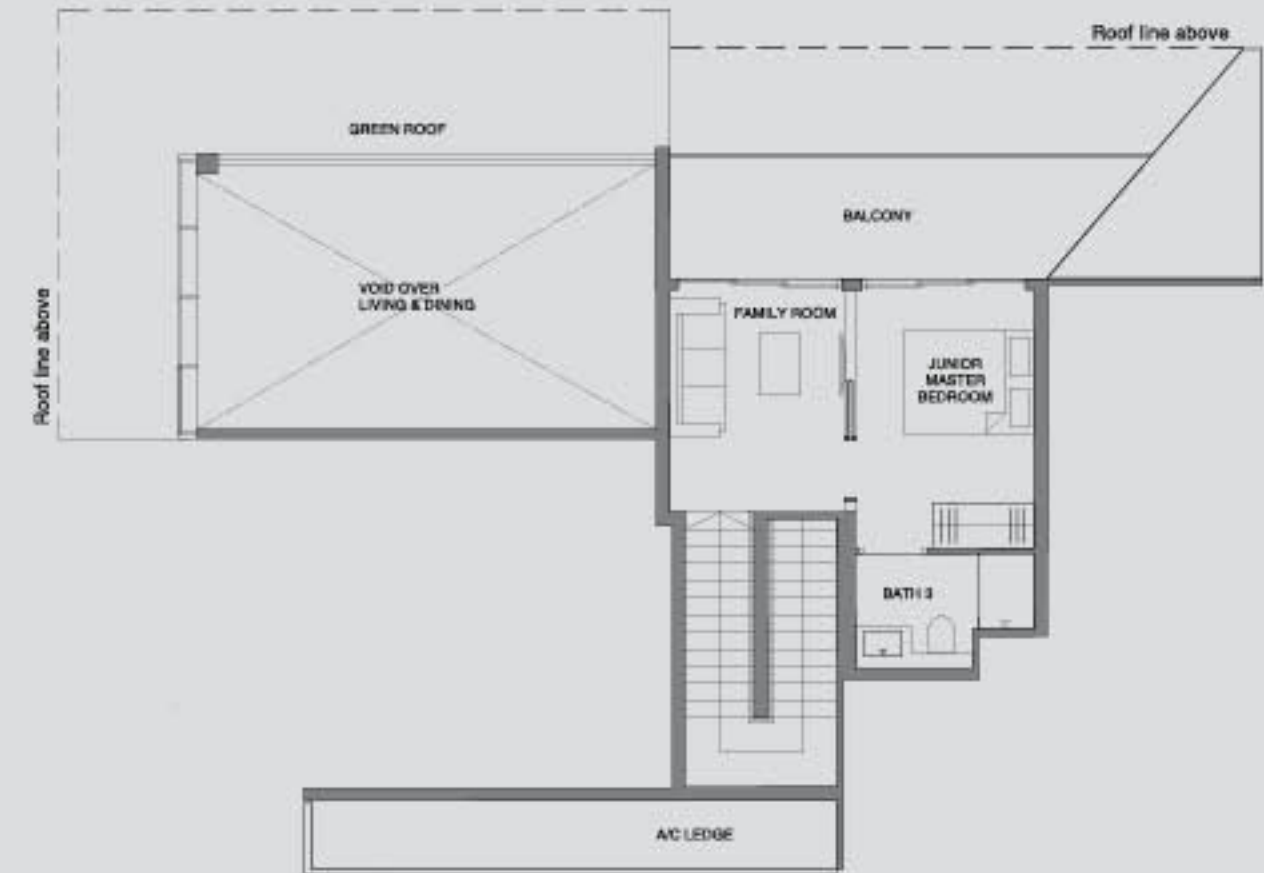 Roof line above
GREEN ROOF
BALCONY
Roof line above
VOID OVER
LIVING & DINING
FAMILY ROOM
JUNIOR
MASTER
BEDROOM
BATH 3
A/C LEDGE